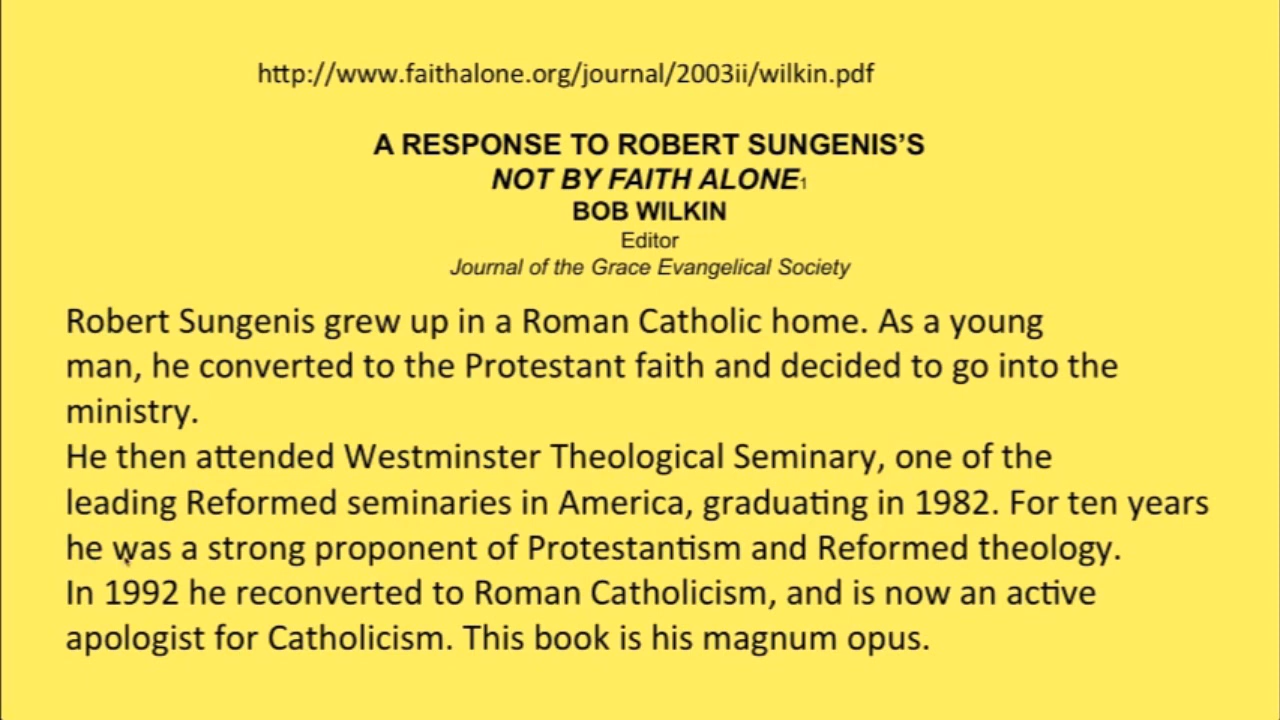 http://www.faithalone.org/journal/2003ii/wilkin.pdf
A RESPONSE TO ROBERT SUNGENIS'S
NOT BY FAITH ALONE1
BOB WILKIN
Editor
Journal of the Grace Evangelical Society
Robert Sungenis grew up in a Roman Catholic home. As a young
man, he converted to the Protestant faith and decided to go into the
ministry.
He then attended Westminster Theological Seminary, one of the
leading Reformed seminaries in America, graduating in 1982. For ten years
he was a strong proponent of Protestantism and Reformed theology.
In 1992 he reconverted to Roman Catholicism, and is now an active
apologist for Catholicism. This book is his magnum opus.